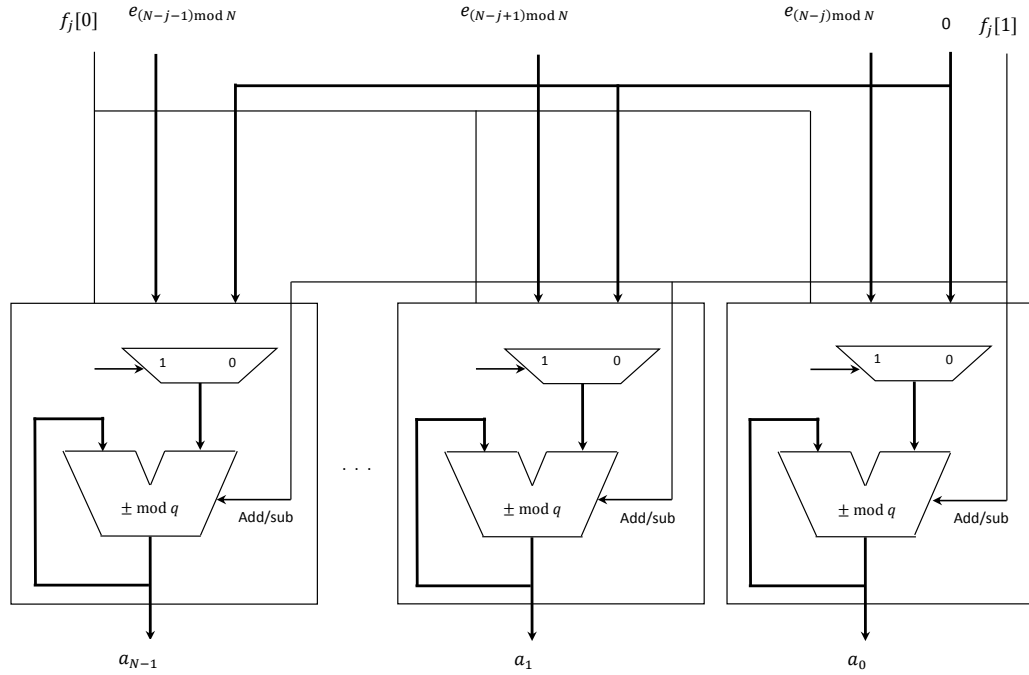 f_j[0] e_{(N−j−1) mod N} e_{(N−j+1) mod N} e_{(N−j) mod N} 0 f_j[1]
1 0 1 0 1 0
± mod q ± mod q ± mod q
. . .
Add/sub Add/sub Add/sub
a_{N−1} a_1 a_0